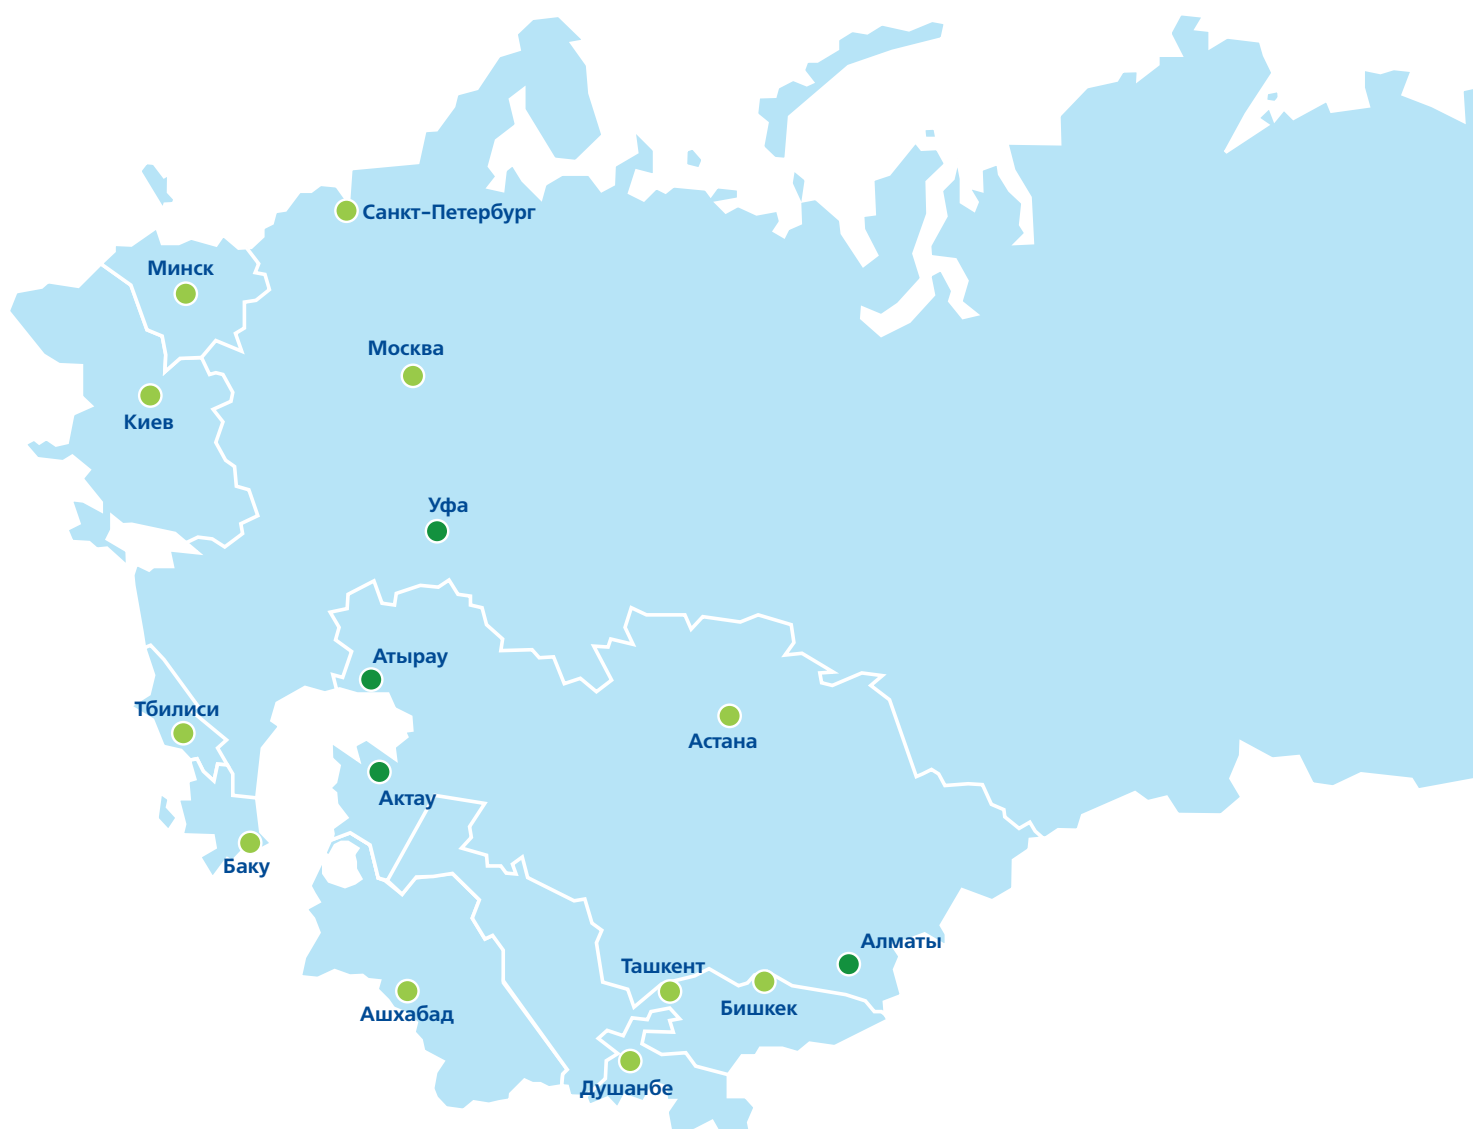 Санкт-Петербург
Минск
Москва
Киев
Уфа
Атырау
Тбилиси
Астана
Актау
Баку
Алматы
Ташкент
Бишкек
Ашхабад
Душанбе